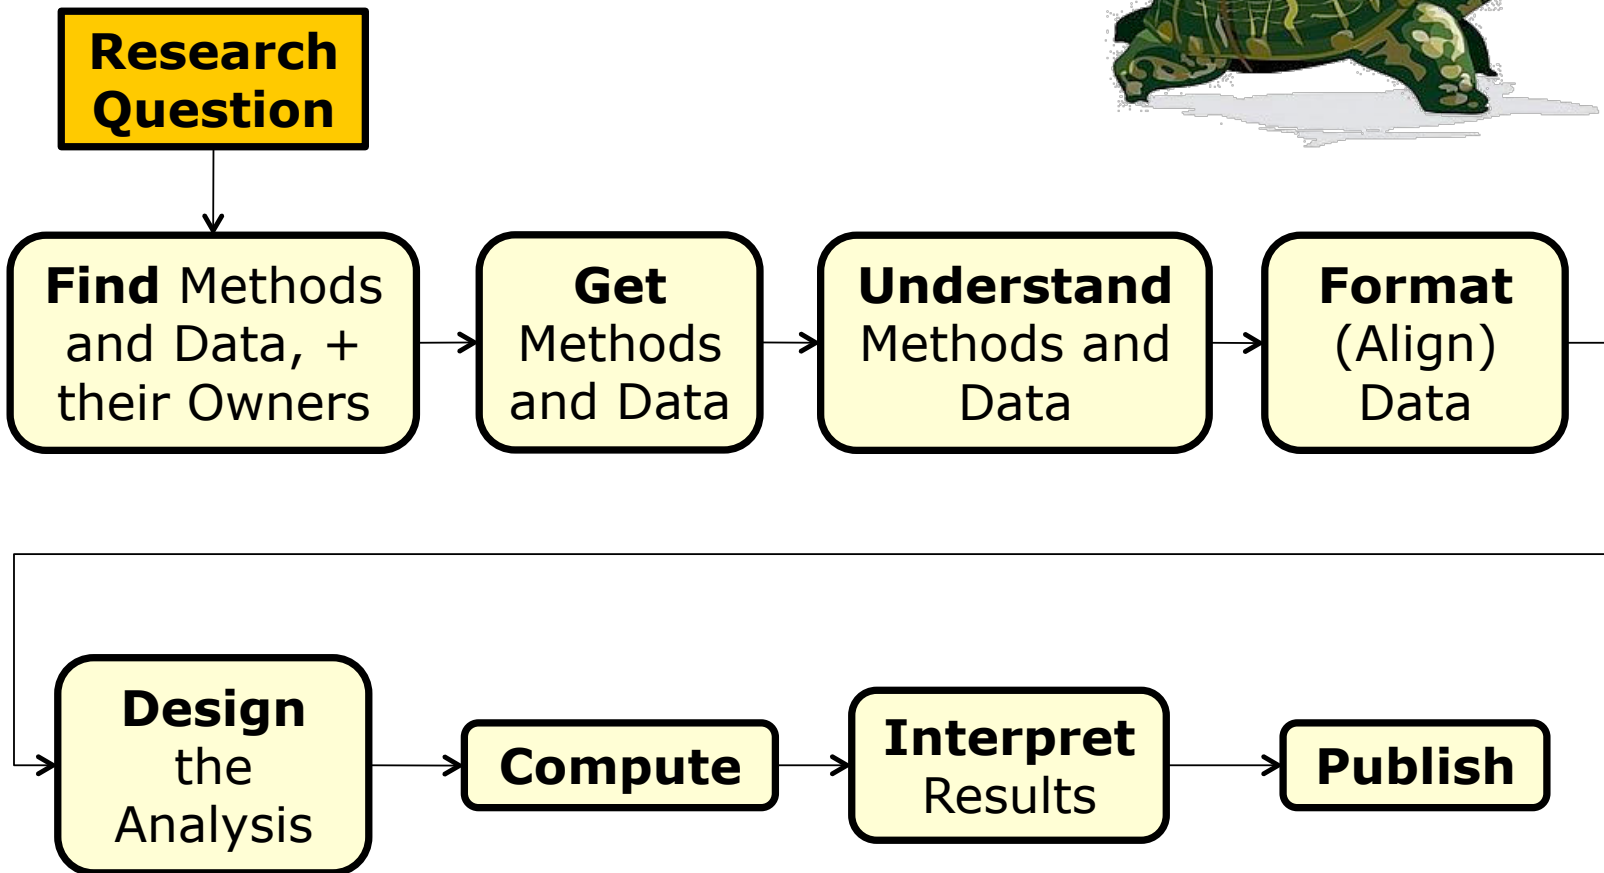 Research
Question
Find Methods
and Data, +
their Owners
Get
Methods
and Data
Understand
Methods and
Data
Format
(Align)
Data
Design
the
Analysis
Compute
Interpret
Results
Publish